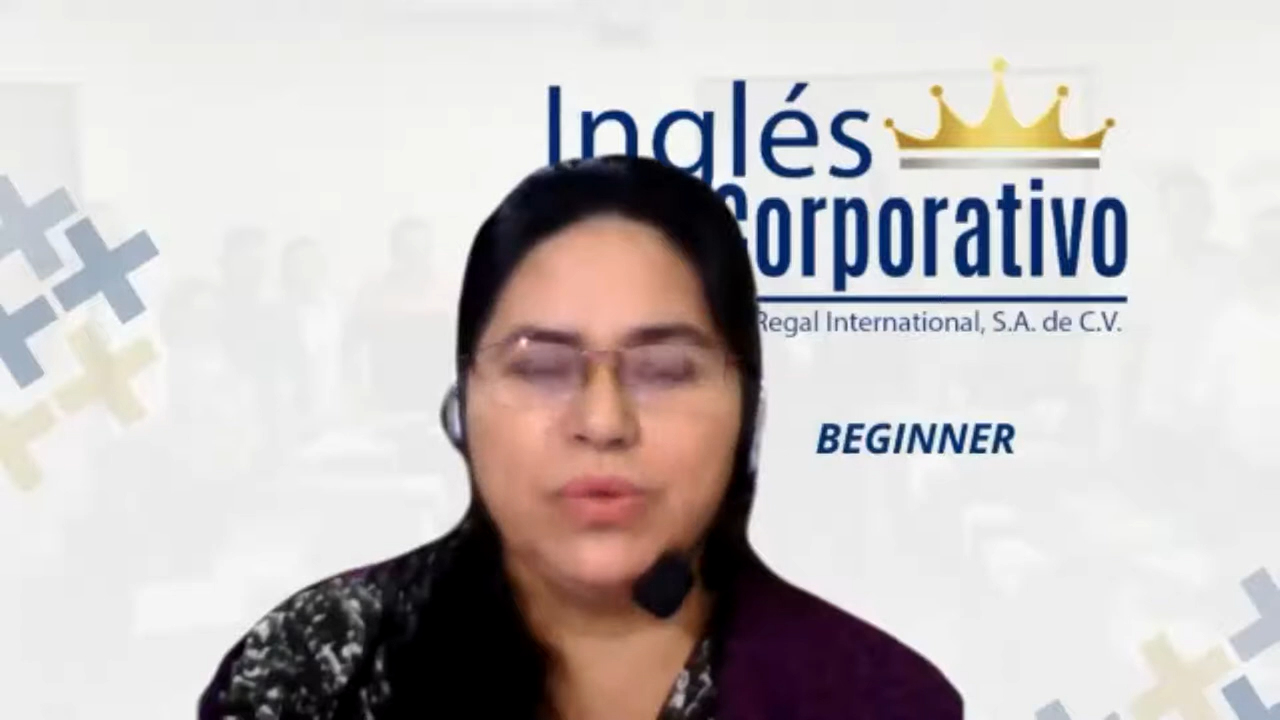 Inglés
Corporativo
Regal International, S.A. de C.V.
BEGINNER